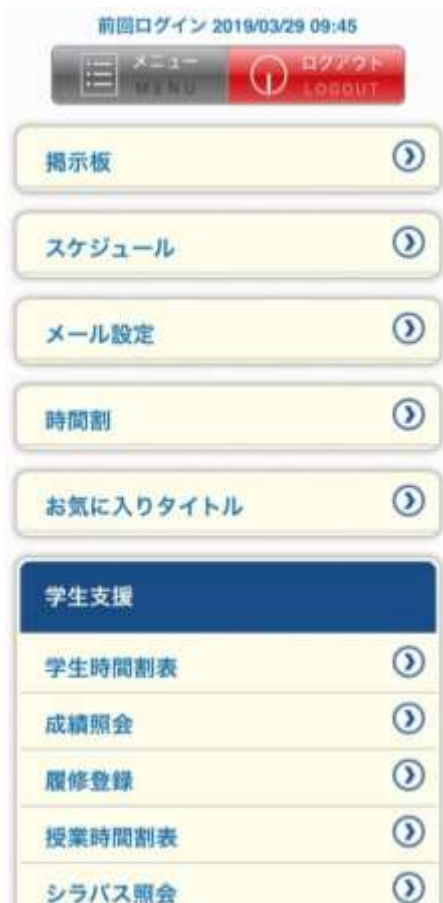 前回ログイン 2019/03/29 09:45
メニュー
MENU
ログアウト
LOGOUT
掲示板
スケジュール
メール設定
時間割
お気に入りタイトル
学生支援
学生時間割表
成績照会
履修登録
授業時間割表
シラバス照会